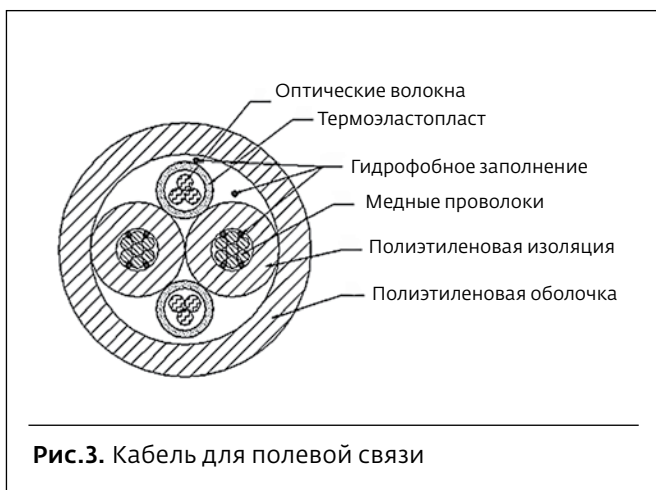 Оптические волокна
Термоэластопласт
Гидрофобное заполнение
Медные проволоки
Полиэтиленовая изоляция
Полиэтиленовая оболочка
Рис.3. Кабель для полевой связи